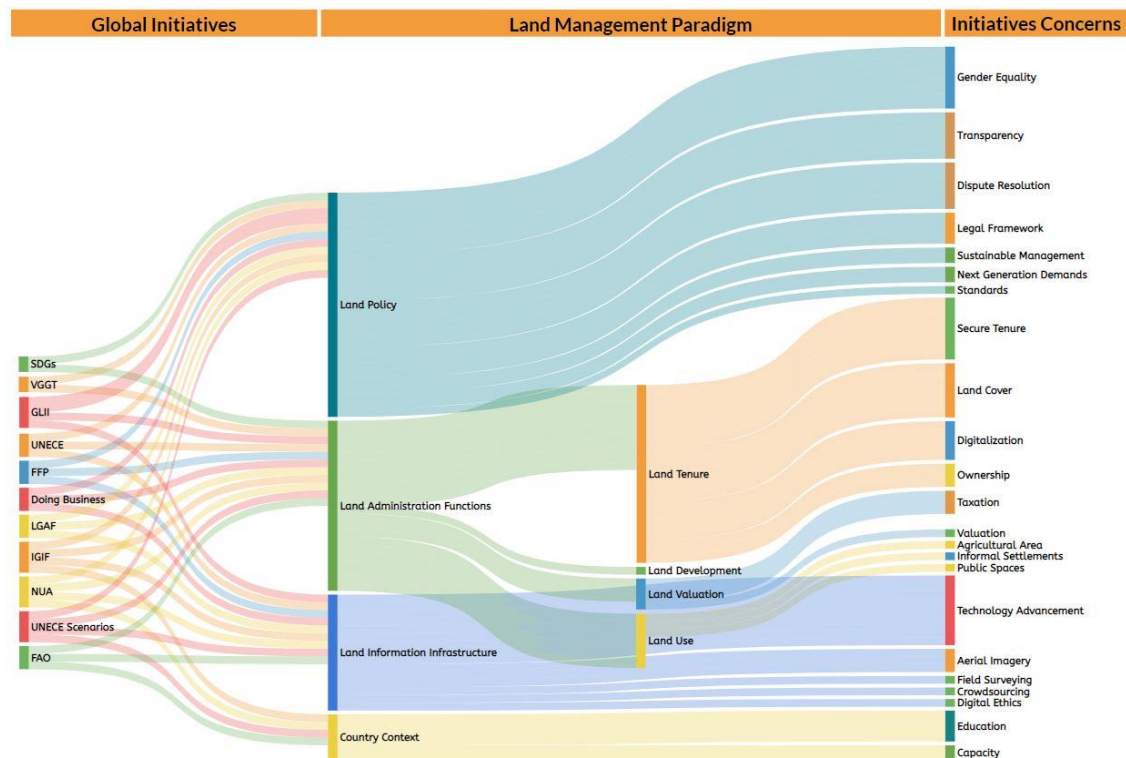 Global Initiatives
Land Management Paradigm
Initiatives Concerns
SDGs
VGGT
GLII
UNECE
FFP
Doing Business
LGAF
IGIF
NUA
UNECE Scenarios
FAO
Land Policy
Land Administration Functions
Land Information Infrastructure
Country Context
Land Tenure
Land Development
Land Valuation
Land Use
Gender Equality
Transparency
Dispute Resolution
Legal Framework
Sustainable Management
Next Generation Demands
Standards
Secure Tenure
Land Cover
Digitalization
Ownership
Taxation
Valuation
Agricultural Area
Informal Settlements
Public Spaces
Technology Advancement
Aerial Imagery
Field Surveying
Crowdsourcing
Digital Ethics
Education
Capacity